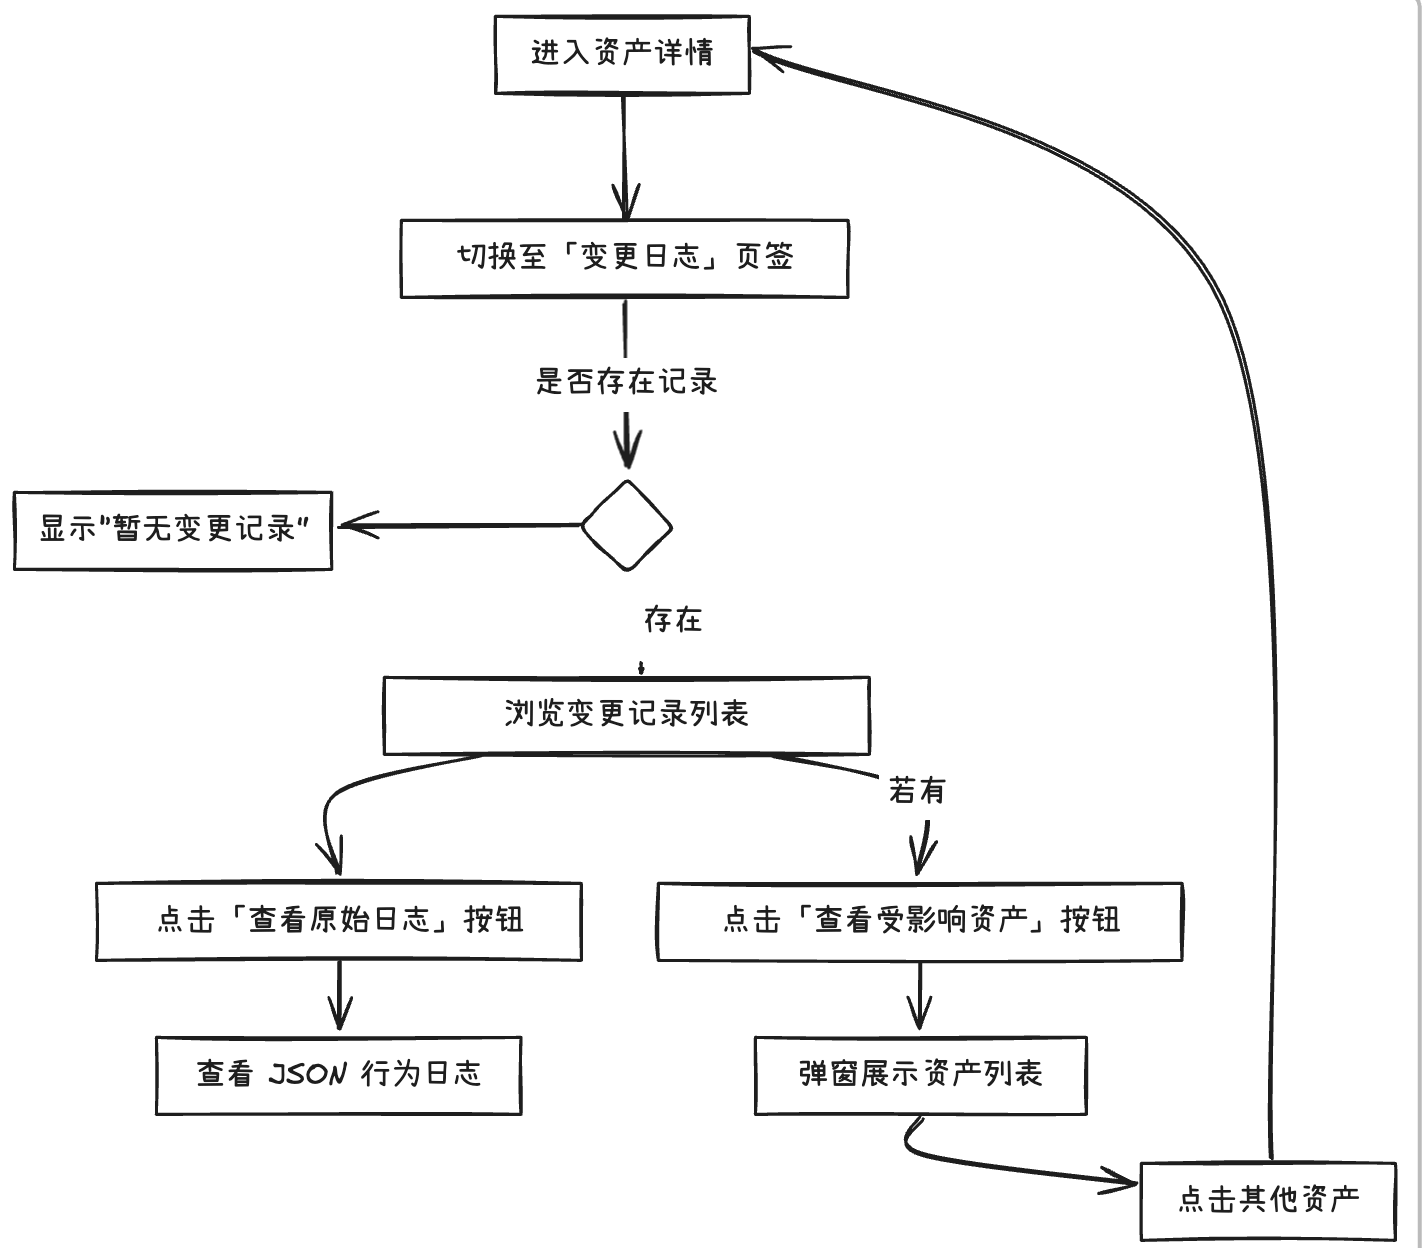 进入资产详情
切换至「变更日志」页签
是否存在记录
显示"暂无变更记录"
存在
浏览变更记录列表
若有
点击「查看原始日志」按钮
点击「查看受影响资产」按钮
查看 JSON 行为日志
弹窗展示资产列表
点击其他资产